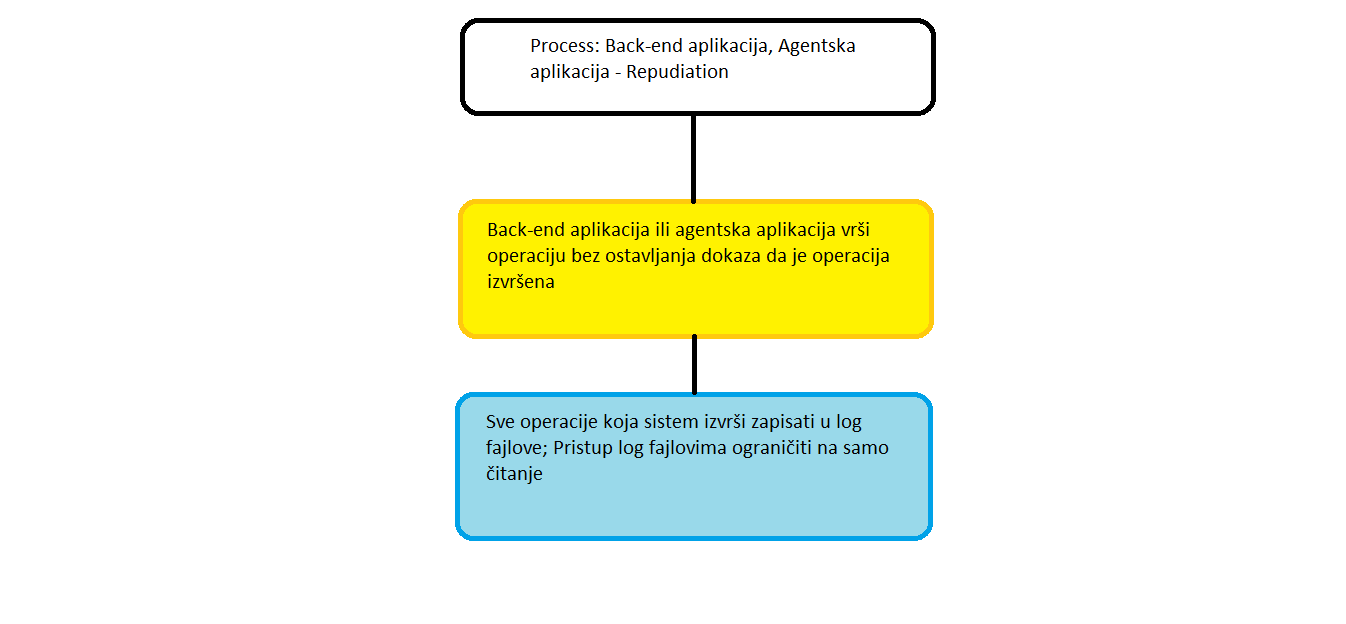 Process: Back-end aplikacija, Agentska
aplikacija - Repudiation
Back-end aplikacija ili agentska aplikacija vrši
operaciju bez ostavljanja dokaza da je operacija
izvršena
Sve operacije koja sistem izvrši zapisati u log
fajlove; Pristup log fajlovima ograničiti na samo
čitanje